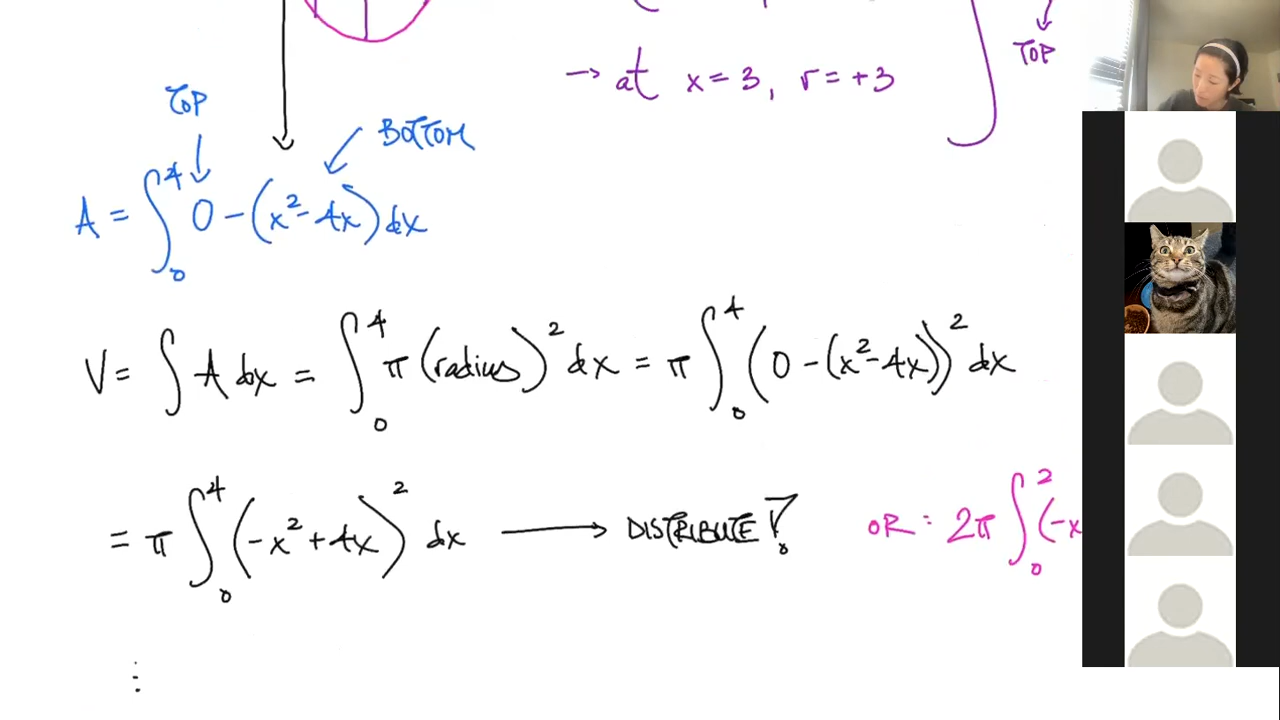 → at x = 3, r = +3
TOP
TOP
BOTTOM
A = ∫₀⁴ 0 - (x² - 4x) dx
V = ∫ A dx = ∫₀⁴ π (radius)² dx = π ∫₀⁴ (0 - (x² - 4x))² dx
= π ∫₀⁴ (-x² + 4x)² dx ⟶ DISTRIBUTE! OR: 2π ∫₀² (-x
⋮